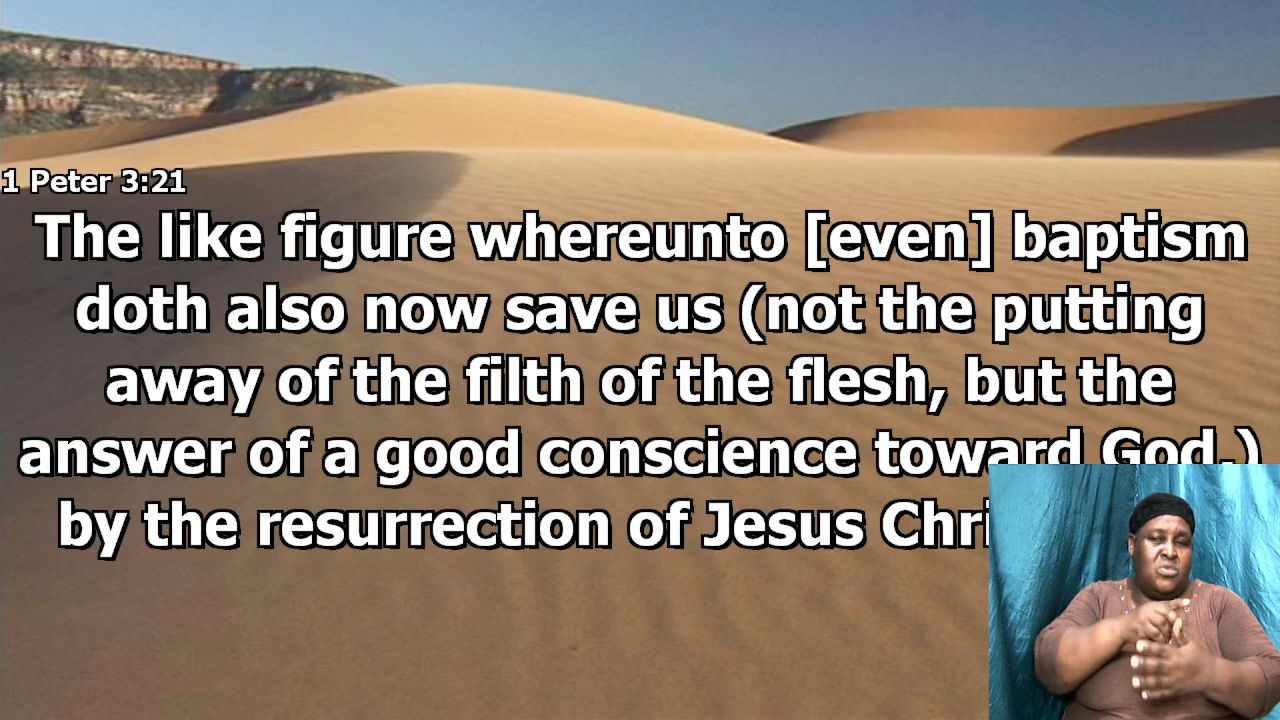 1 Peter 3:21
The like figure whereunto [even] baptism
doth also now save us (not the putting
away of the filth of the flesh, but the
answer of a good conscience toward God,)
by the resurrection of Jesus Chri